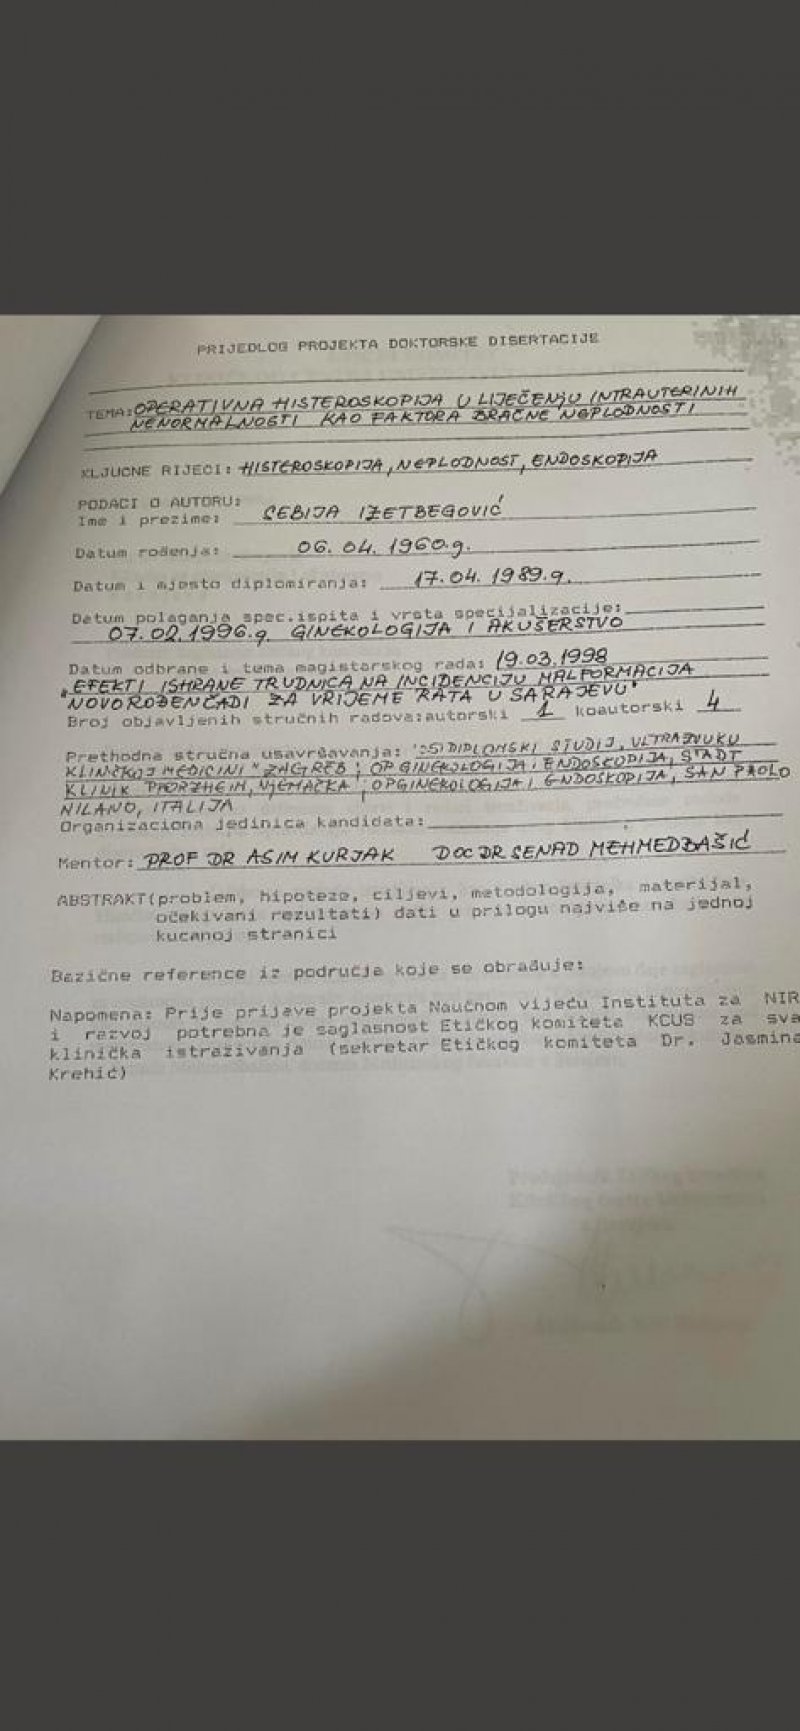 PRIJEDLOG PROJEKTA DOKTORSKE DISERTACIJE
TEMA: OPERATIVNA HISTEROSKOPIJA U LIJEČENJU INTRAUTERINIH
NENORMALNOSTI KAO FAKTORA BRAČNE NEPLODNOSTI
KLJUCNE RIJECI: HISTEROSKOPIJA, NEPLODNOST, ENDOSKOPIJA
PODACI O AUTORU:
Ime i prezime: SEBIJA IZETBEGOVIĆ
Datum rođenja: 06. 04. 1960.g.
Datum i mjesto diplomiranja: 17.04. 1989.g.
Datum polaganja spec.ispita i vrsta specijalizacije:
07.02.1996.g. GINEKOLOGIJA I AKUŠERSTVO
Datum odbrane i tema magistarskog rada: 19.03.1998
"EFEKTI ISHRANE TRUDNICA NA INCIDENCIJU MALFORMACIJA
NOVOROĐENČADI ZA VRIJEME RATA U SARAJEVU"
Broj objavljenih stručnih radova:autorski 1 koautorski 4
Prethodna stručna usavršavanja: STUDIJ, ULTRAZVUKU
KLINIČKOJ MEDICINI" ZAGREB; OP GINEKOLOGIJA I ENDOSKOPIJA, STADT
KLINIK PFORZHEIM, NJEMAČKA; OPGINEKOLOGIJA I ENDOSKOPIJA, SAN PAOLO
MILANO, ITALIJA
Organizaciona jedinica kandidata:
Mentor: PROF DR ASIM KURJAK DOC DR SENAD MEHMEDBAŠIĆ
ABSTRAKT(problem, hipoteze, ciljevi, metodologija, materijal,
očekivani rezultati) dati u prilogu najviše na jednoj
kucanoj stranici
Bazične reference iz područja koje se obrađuje:
Napomena: Prije prijave projekta Naučnom vijeću Instituta za NIR
i razvoj potrebna je saglasnost Etičkog komiteta KCUS za sva
klinička istraživanja (sekretar Etičkog komiteta Dr. Jasmina
Krehić)